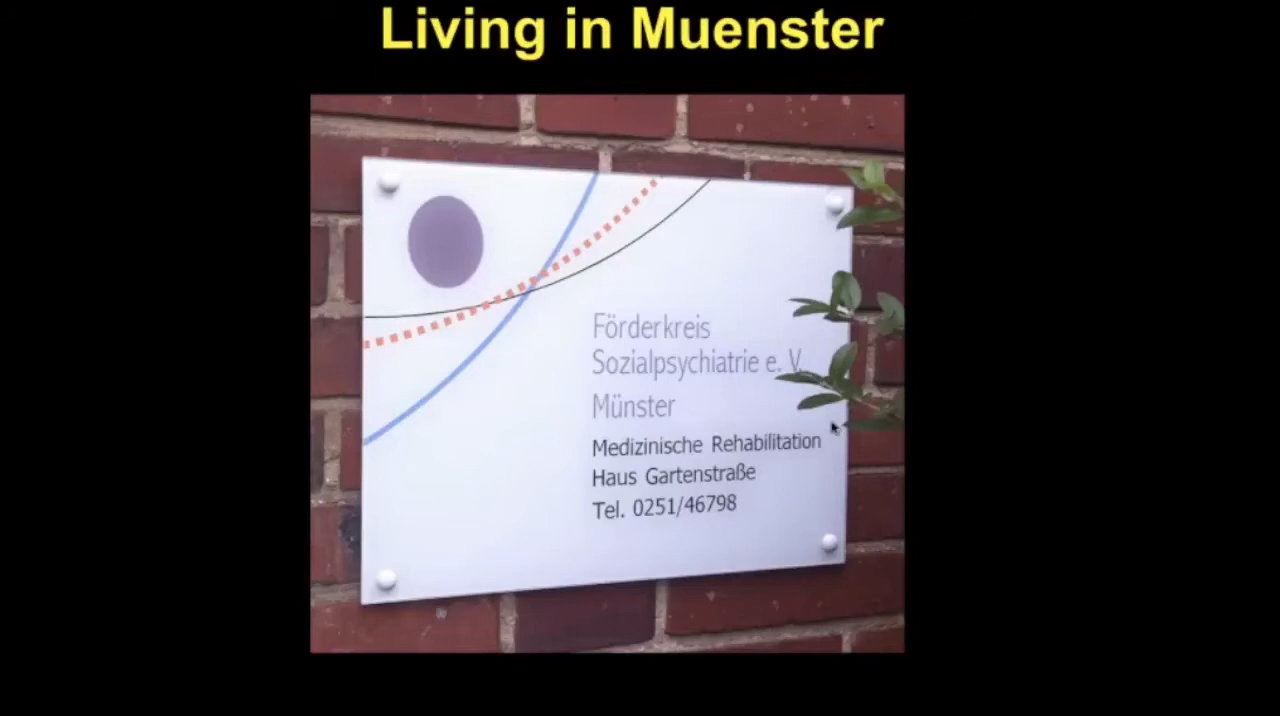 Living in Muenster
Förderkreis
Sozialpsychiatrie e. V.
Münster
Medizinische Rehabilitation
Haus Gartenstraße
Tel. 0251/46798